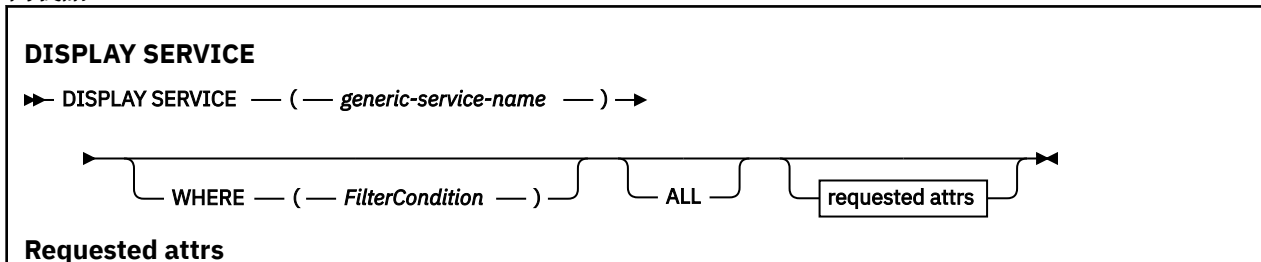 DISPLAY SERVICE
DISPLAY SERVICE ( generic-service-name )
WHERE ( FilterCondition ) ALL requested attrs
Requested attrs